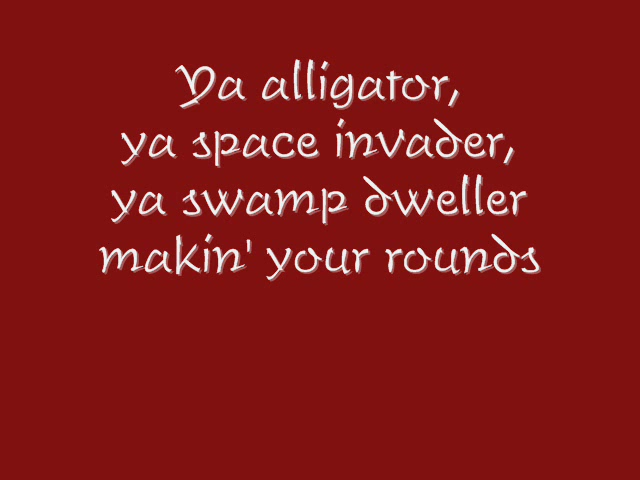 Ya alligator,
ya space invader,
ya swamp dweller
makin' your rounds